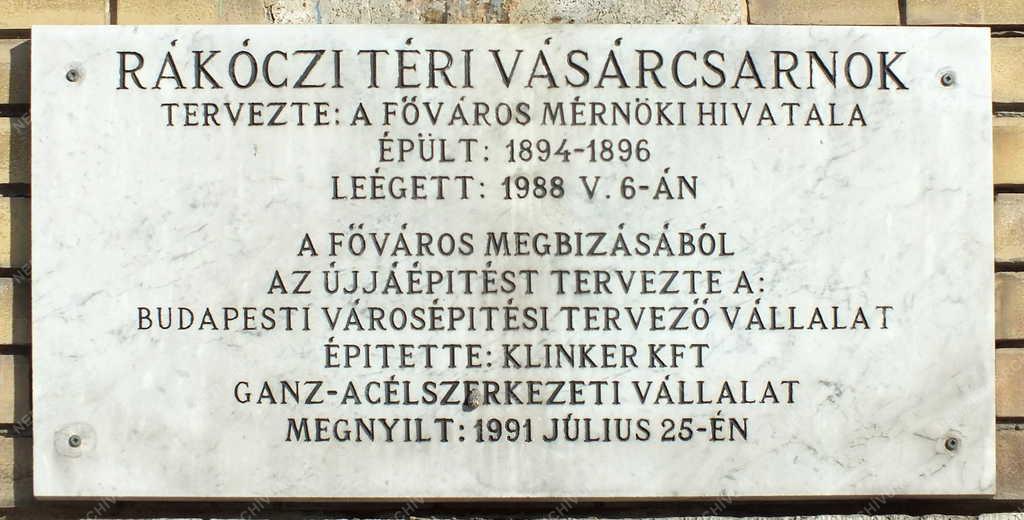 RÁKÓCZI TÉRI VÁSÁRCSARNOK
TERVEZTE: A FŐVÁROS MÉRNÖKI HIVATALA
ÉPÜLT: 1894-1896
LEÉGETT: 1988 V. 6-ÁN
A FŐVÁROS MEGBIZÁSÁBÓL
AZ ÚJJÁÉPITÉST TERVEZTE A:
BUDAPESTI VÁROSÉPITÉSI TERVEZŐ VÁLLALAT
ÉPITETTE: KLINKER KFT
GANZ-ACÉLSZERKEZETI VÁLLALAT
MEGNYILT: 1991 JÚLIUS 25-ÉN